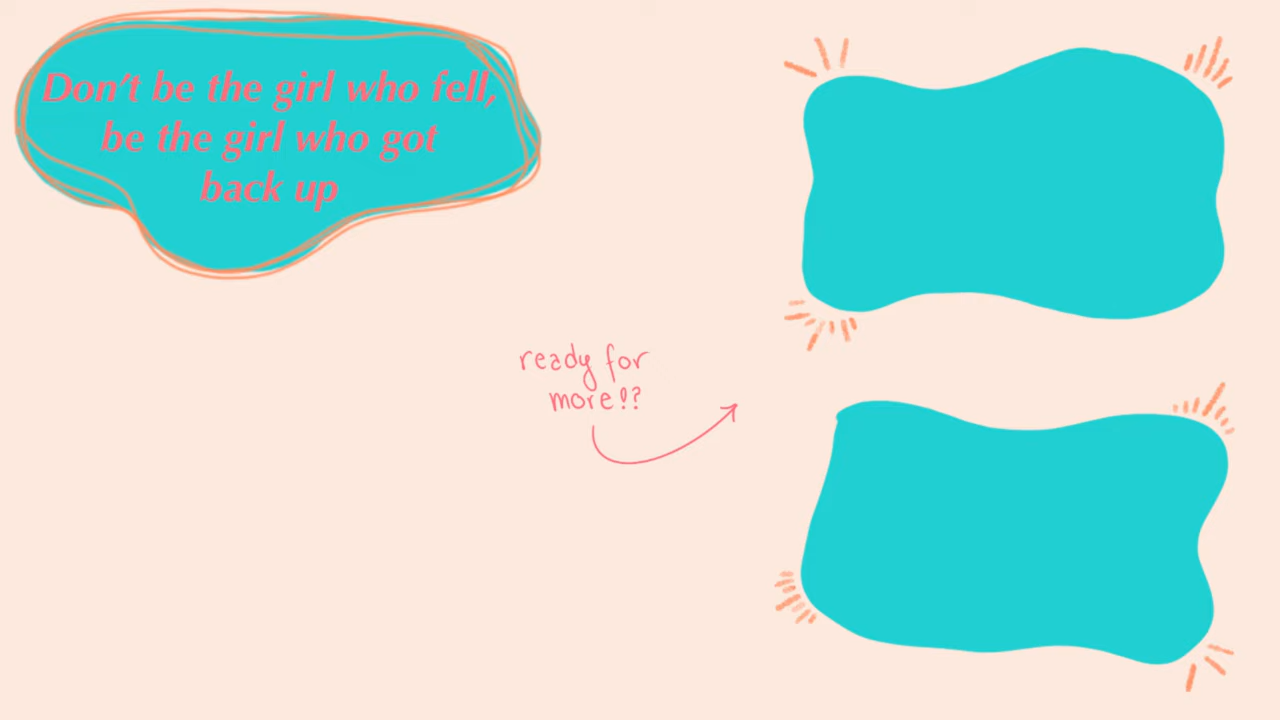 Don't be the girl who fell,
be the girl who got
back up
ready for
more!?